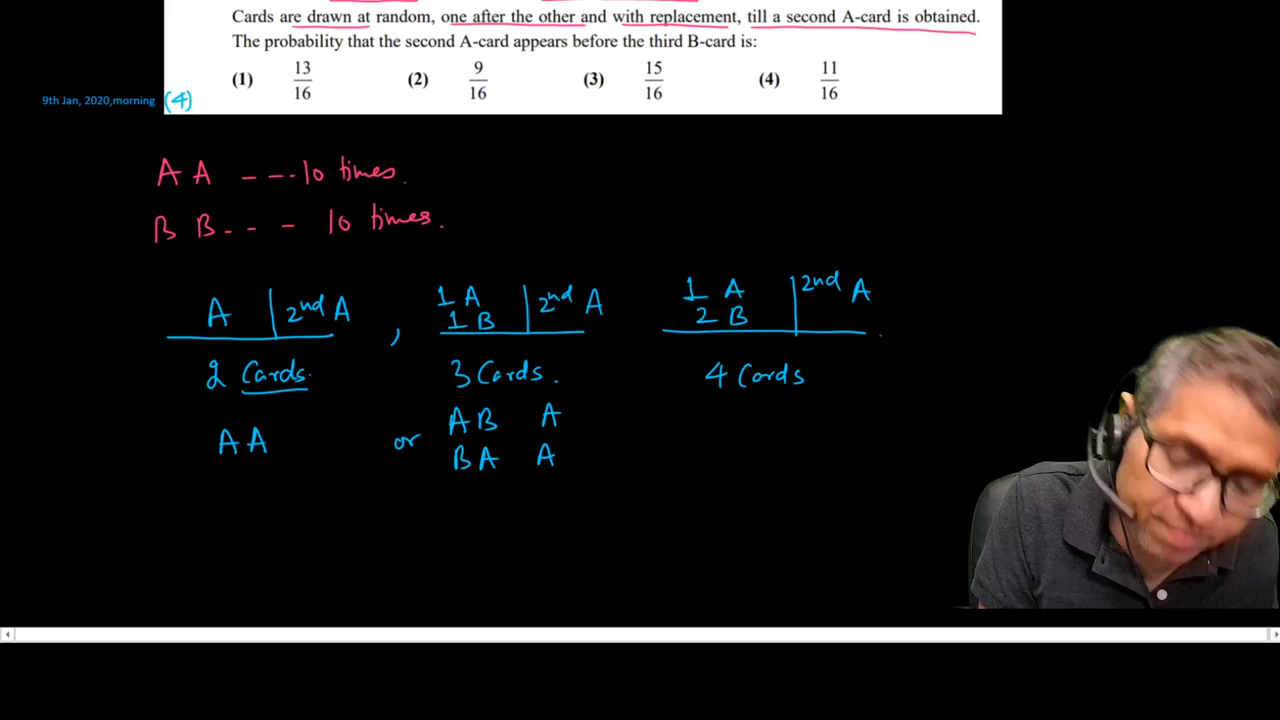 Cards are drawn at random, one after the other and with replacement, till a second A-card is obtained.
The probability that the second A-card appears before the third B-card is:
(1) 13/16 (2) 9/16 (3) 15/16 (4) 11/16
9th Jan, 2020,morning (4)
A A - - - 10 times.
B B - - - 10 times.
A | 2nd A , 1 A 1 B | 2nd A 1 A 2 B | 2nd A
2 Cards. 3 Cards. 4 Cards
A A or A B A
B A A